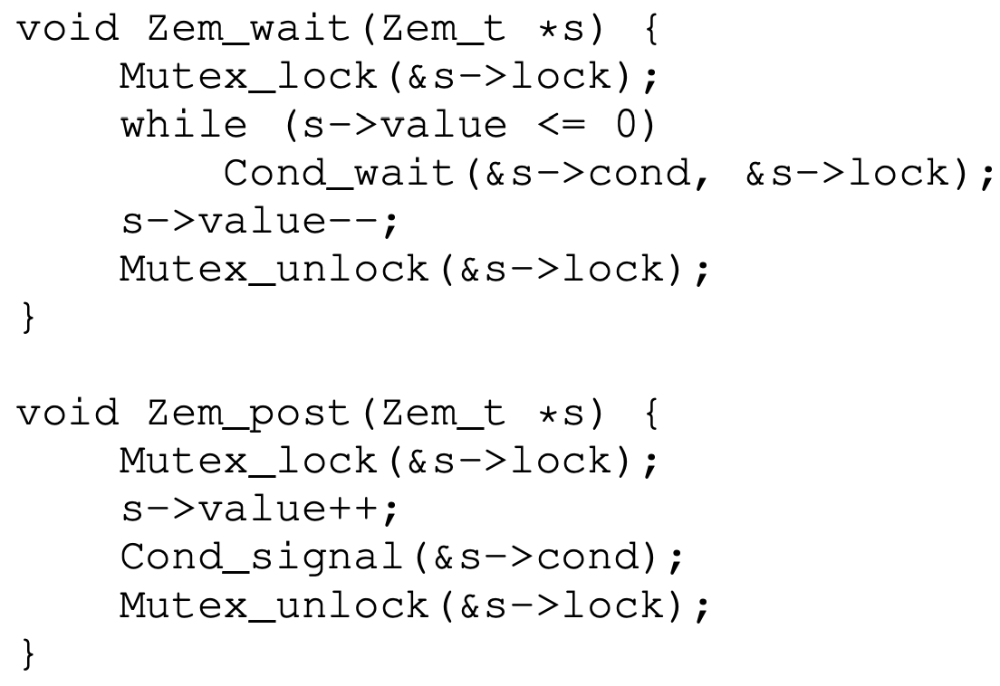 void Zem_wait(Zem_t *s) {
    Mutex_lock(&s->lock);
    while (s->value <= 0)
        Cond_wait(&s->cond, &s->lock);
    s->value--;
    Mutex_unlock(&s->lock);
}

void Zem_post(Zem_t *s) {
    Mutex_lock(&s->lock);
    s->value++;
    Cond_signal(&s->cond);
    Mutex_unlock(&s->lock);
}